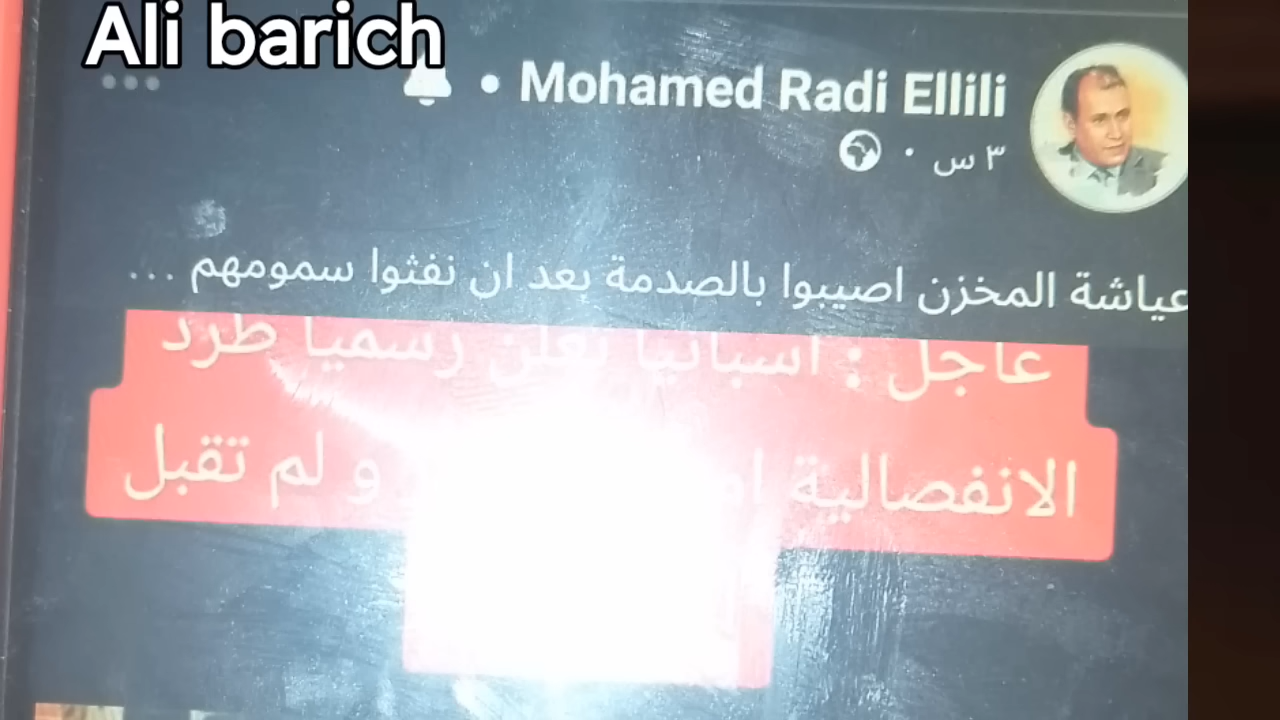 Ali barich
Mohamed Radi Ellili •
٣ س •
عياشة المخزن اصيبوا بالصدمة بعد ان نفثوا سمومهم ...
عاجل : اسبانيا تعلن رسميا طرد
الانفصالية و لم تقبل